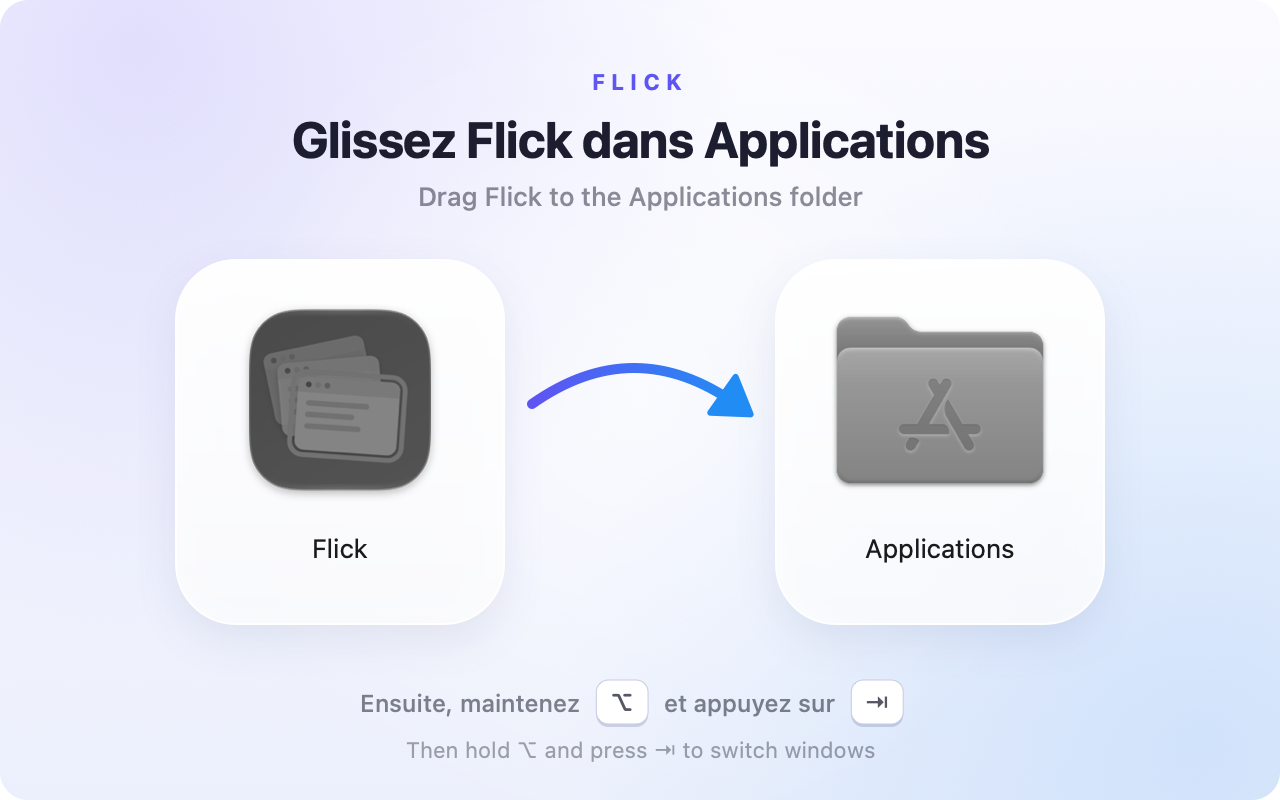 FLICK
Glissez Flick dans Applications
Drag Flick to the Applications folder
Flick
Applications
Ensuite, maintenez ⌥ et appuyez sur ⇥
Then hold ⌥ and press ⇥ to switch windows